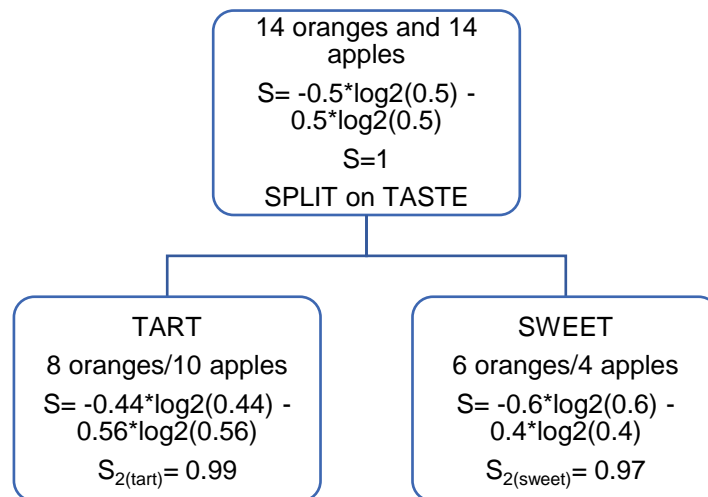 14 oranges and 14
apples
S= -0.5*log2(0.5) -
0.5*log2(0.5)
S=1
SPLIT on TASTE
TART
8 oranges/10 apples
S= -0.44*log2(0.44) -
0.56*log2(0.56)
S2(tart)= 0.99
SWEET
6 oranges/4 apples
S= -0.6*log2(0.6) -
0.4*log2(0.4)
S2(sweet)= 0.97